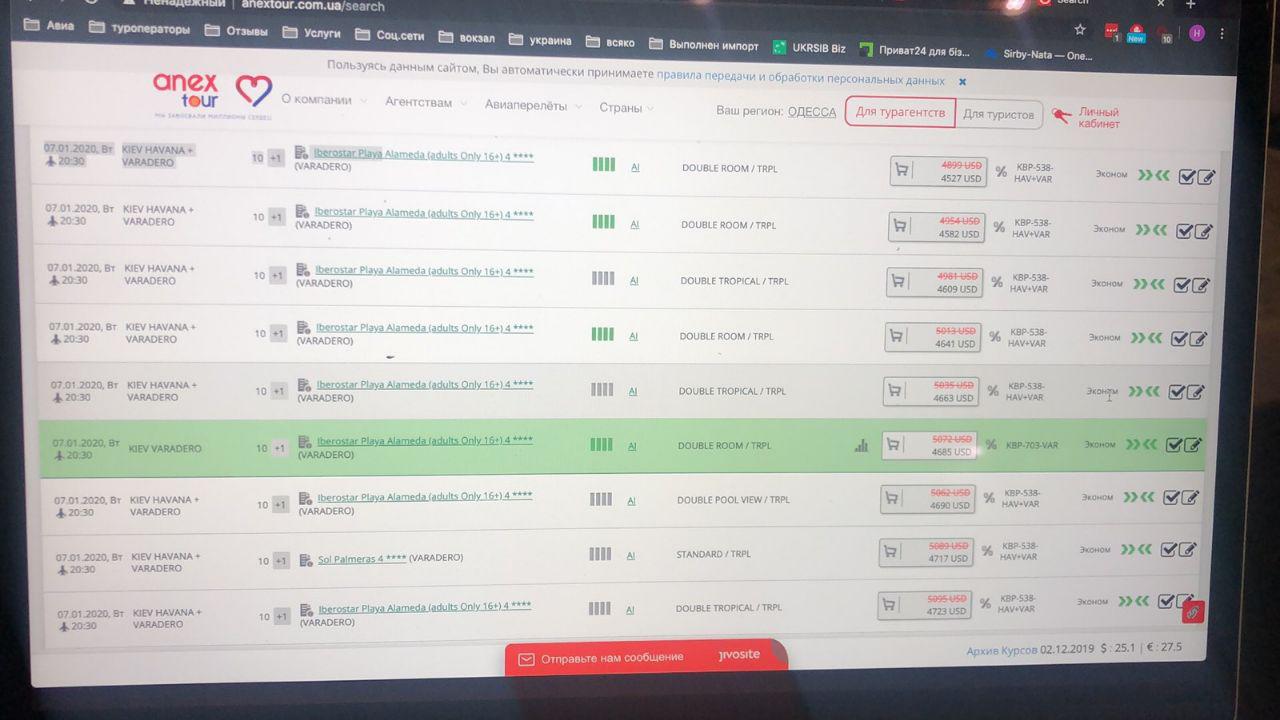 Ненадежный | anextour.com.ua/search
Search
Авиа туроператоры Отзывы Услуги Соц.сети вокзал украина всяко Выполнен импорт UKRSIB Biz Приват24 для біз... Sirby-Nata — One...
1 New 10 H
Пользуясь данным сайтом, Вы автоматически принимаете правила передачи и обработки персональных данных
anex tour
О компании Агентствам Авиаперелёты Страны
Ваш регион: ОДЕССА Для турагентств Для туристов Личный кабинет
07.01.2020, Вт KIEV HAVANA + 10 +1 Iberostar Playa Alameda (adults Only 16+) 4 **** AI DOUBLE ROOM / TRPL 4899 USD % KBP-538- Эконом
20:30 VARADERO (VARADERO) 4527 USD HAV+VAR
07.01.2020, Вт KIEV HAVANA + 10 +1 Iberostar Playa Alameda (adults Only 16+) 4 **** AI DOUBLE ROOM / TRPL 4954 USD % KBP-538- Эконом
20:30 VARADERO (VARADERO) 4582 USD HAV+VAR
07.01.2020, Вт KIEV HAVANA + 10 +1 Iberostar Playa Alameda (adults Only 16+) 4 **** AI DOUBLE TROPICAL / TRPL 4981 USD % KBP-538- Эконом
20:30 VARADERO (VARADERO) 4609 USD HAV+VAR
07.01.2020, Вт KIEV HAVANA + 10 +1 Iberostar Playa Alameda (adults Only 16+) 4 **** AI DOUBLE ROOM / TRPL 5013 USD % KBP-538- Эконом
20:30 VARADERO (VARADERO) 4641 USD HAV+VAR
07.01.2020, Вт KIEV HAVANA + 10 +1 Iberostar Playa Alameda (adults Only 16+) 4 **** AI DOUBLE TROPICAL / TRPL 5035 USD % KBP-538- Эконом
20:30 VARADERO (VARADERO) 4663 USD HAV+VAR
07.01.2020, Вт KIEV VARADERO 10 +1 Iberostar Playa Alameda (adults Only 16+) 4 **** AI DOUBLE ROOM / TRPL 5072 USD % KBP-703-VAR Эконом
20:30 (VARADERO) 4685 USD
07.01.2020, Вт KIEV HAVANA + 10 +1 Iberostar Playa Alameda (adults Only 16+) 4 **** AI DOUBLE POOL VIEW / TRPL 5062 USD % KBP-538- Эконом
20:30 VARADERO (VARADERO) 4690 USD HAV+VAR
07.01.2020, Вт KIEV HAVANA + 10 +1 Sol Palmeras 4 **** (VARADERO) AI STANDARD / TRPL 5089 USD % KBP-538- Эконом
20:30 VARADERO 4717 USD HAV+VAR
07.01.2020, Вт KIEV HAVANA + 10 +1 Iberostar Playa Alameda (adults Only 16+) 4 **** AI DOUBLE TROPICAL / TRPL 5095 USD % KBP-538- Эконом
20:30 VARADERO (VARADERO) 4723 USD HAV+VAR
Отправьте нам сообщение jivosite
Архив Курсов 02.12.2019 $ : 25.1 | € : 27.5